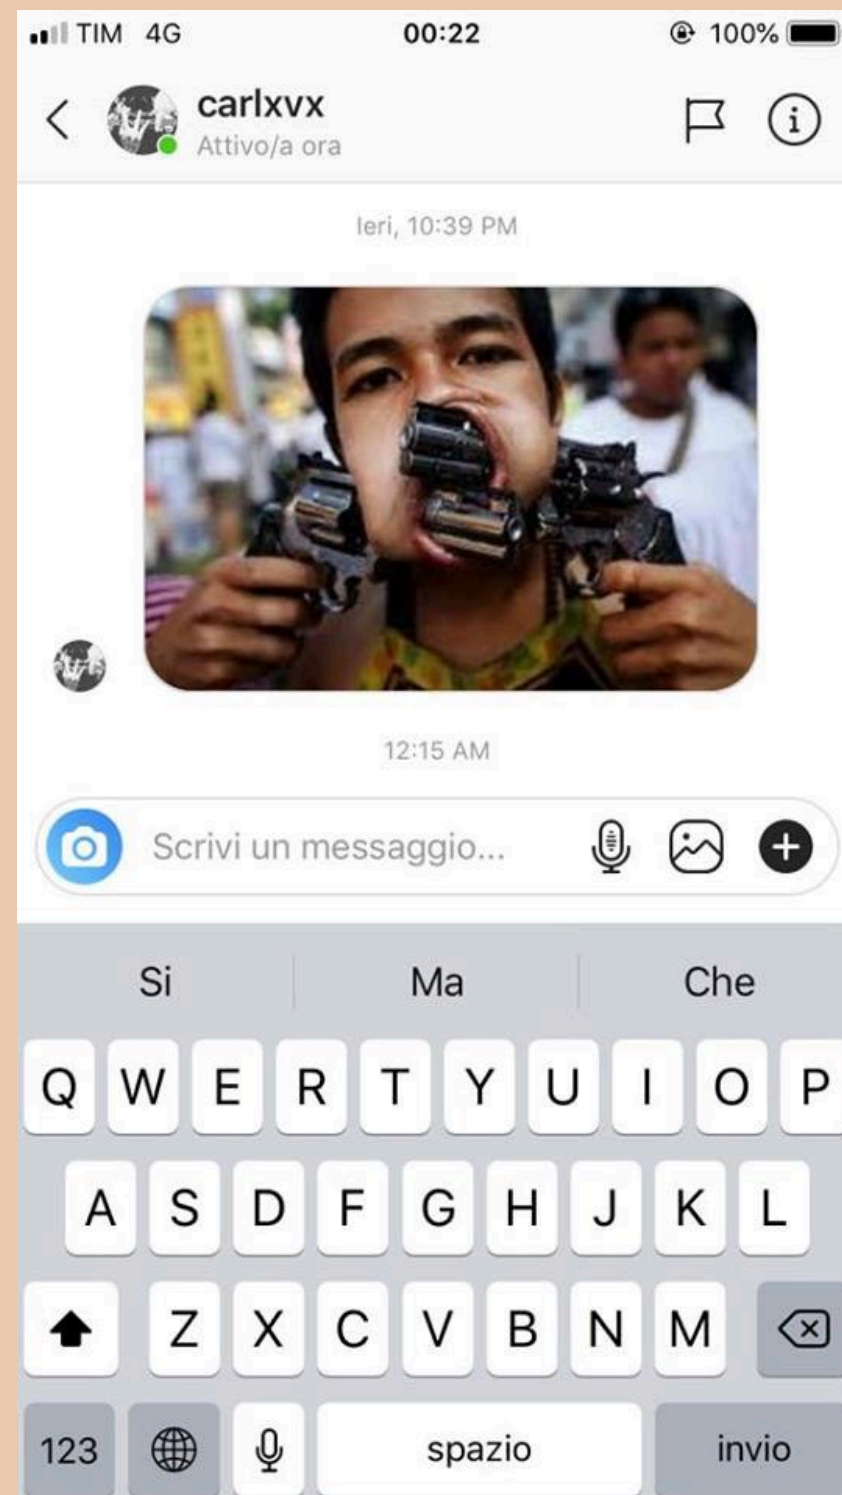 TIM 4G 00:22 100%
carlxvx
Attivo/a ora
Ieri, 10:39 PM
12:15 AM
Scrivi un messaggio...
Si Ma Che
Q W E R T Y U I O P
A S D F G H J K L
Z X C V B N M
123 spazio invio